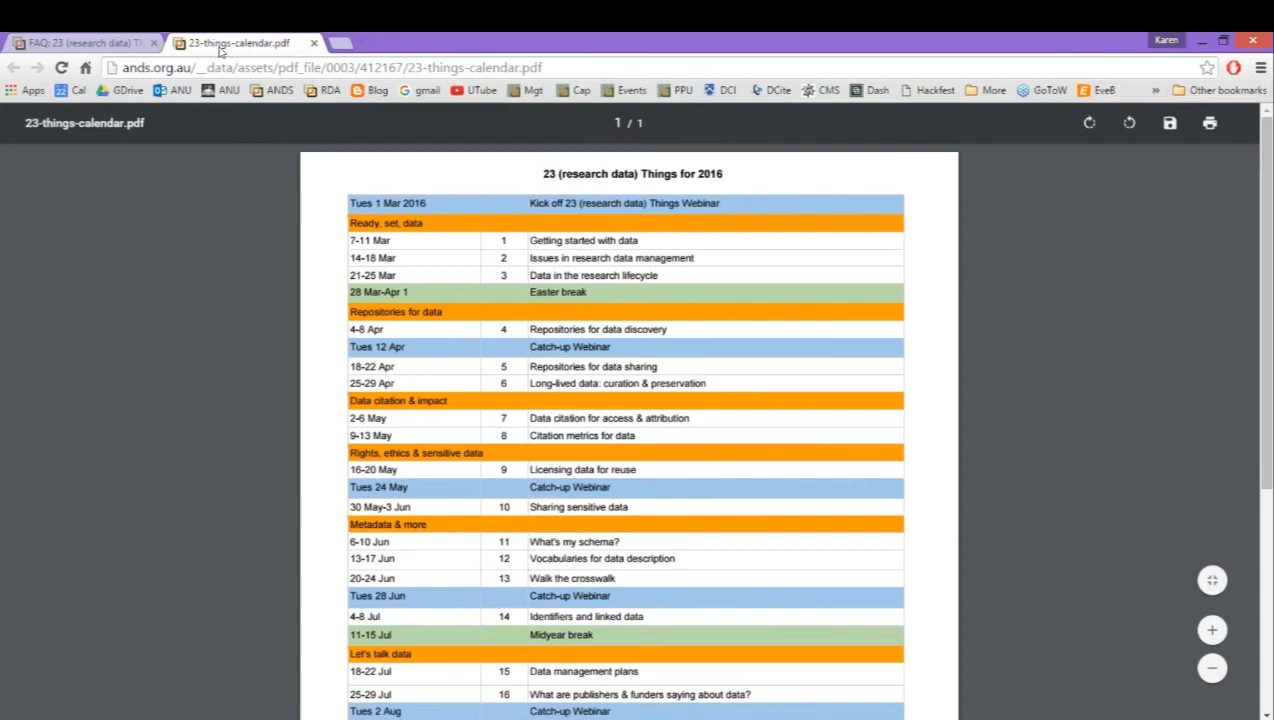 FAQ: 23 (research data) Th
23-things-calendar.pdf
Karen
ands.org.au/__data/assets/pdf_file/0003/412167/23-things-calendar.pdf
Apps Cal GDrive ANU ANU ANDS RDA Blog gmail UTube Mgt Cap Events PPU DCI DCite CMS Dash Hackfest More GoToW EveB » Other bookmarks
23-things-calendar.pdf 1 / 1
23 (research data) Things for 2016
Tues 1 Mar 2016 Kick off 23 (research data) Things Webinar
Ready, set, data
7-11 Mar 1 Getting started with data
14-18 Mar 2 Issues in research data management
21-25 Mar 3 Data in the research lifecycle
28 Mar-Apr 1 Easter break
Repositories for data
4-8 Apr 4 Repositories for data discovery
Tues 12 Apr Catch-up Webinar
18-22 Apr 5 Repositories for data sharing
25-29 Apr 6 Long-lived data: curation & preservation
Data citation & impact
2-6 May 7 Data citation for access & attribution
9-13 May 8 Citation metrics for data
Rights, ethics & sensitive data
16-20 May 9 Licensing data for reuse
Tues 24 May Catch-up Webinar
30 May-3 Jun 10 Sharing sensitive data
Metadata & more
6-10 Jun 11 What's my schema?
13-17 Jun 12 Vocabularies for data description
20-24 Jun 13 Walk the crosswalk
Tues 28 Jun Catch-up Webinar
4-8 Jul 14 Identifiers and linked data
11-15 Jul Midyear break
Let's talk data
18-22 Jul 15 Data management plans
25-29 Jul 16 What are publishers & funders saying about data?
Tues 2 Aug Catch-up Webinar